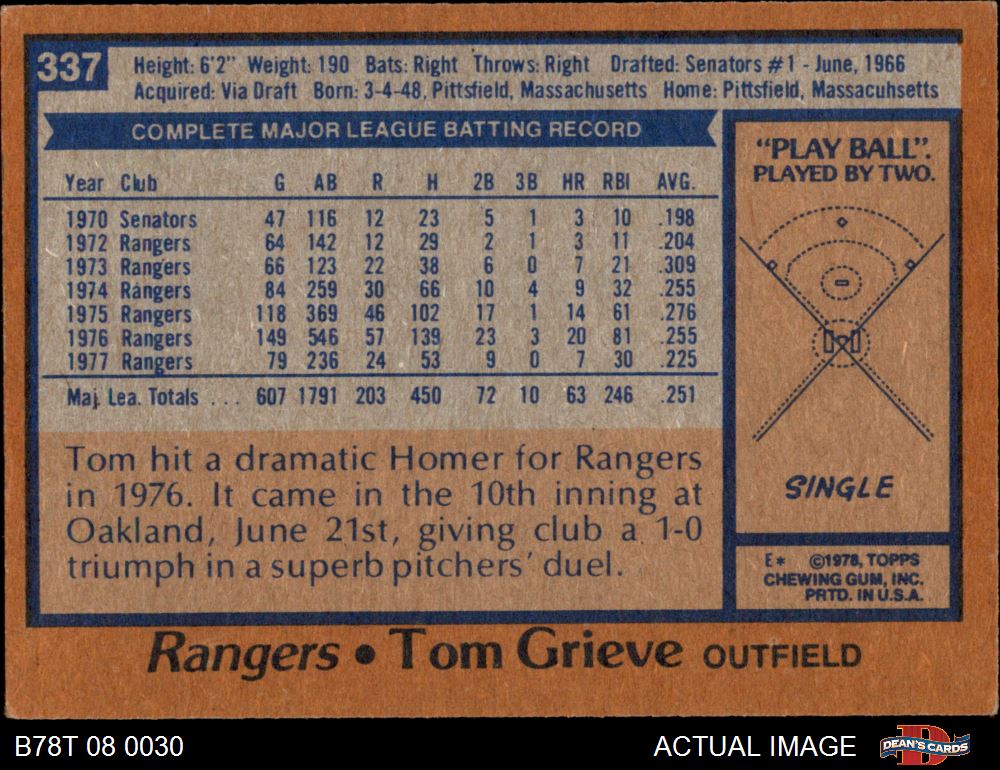 337
Height: 6'2" Weight: 190 Bats: Right Throws: Right Drafted: Senators #1 - June, 1966
Acquired: Via Draft Born: 3-4-48, Pittsfield, Massachusetts Home: Pittsfield, Massacuhsetts
COMPLETE MAJOR LEAGUE BATTING RECORD
Year Club G AB R H 2B 3B HR RBI AVG.
1970 Senators 47 116 12 23 5 1 3 10 .198
1972 Rangers 64 142 12 29 2 1 3 11 .204
1973 Rangers 66 123 22 38 6 0 7 21 .309
1974 Rangers 84 259 30 66 10 4 9 32 .255
1975 Rangers 118 369 46 102 17 1 14 61 .276
1976 Rangers 149 546 57 139 23 3 20 81 .255
1977 Rangers 79 236 24 53 9 0 7 30 .225
Maj. Lea. Totals ... 607 1791 203 450 72 10 63 246 .251
Tom hit a dramatic Homer for Rangers
in 1976. It came in the 10th inning at
Oakland, June 21st, giving club a 1-0
triumph in a superb pitchers' duel.
"PLAY BALL".
PLAYED BY TWO.
SINGLE
E* ©1978, TOPPS
CHEWING GUM, INC.
PRTD. IN U.S.A.
Rangers • Tom Grieve OUTFIELD
B78T 08 0030
ACTUAL IMAGE
DEAN'S CARDS